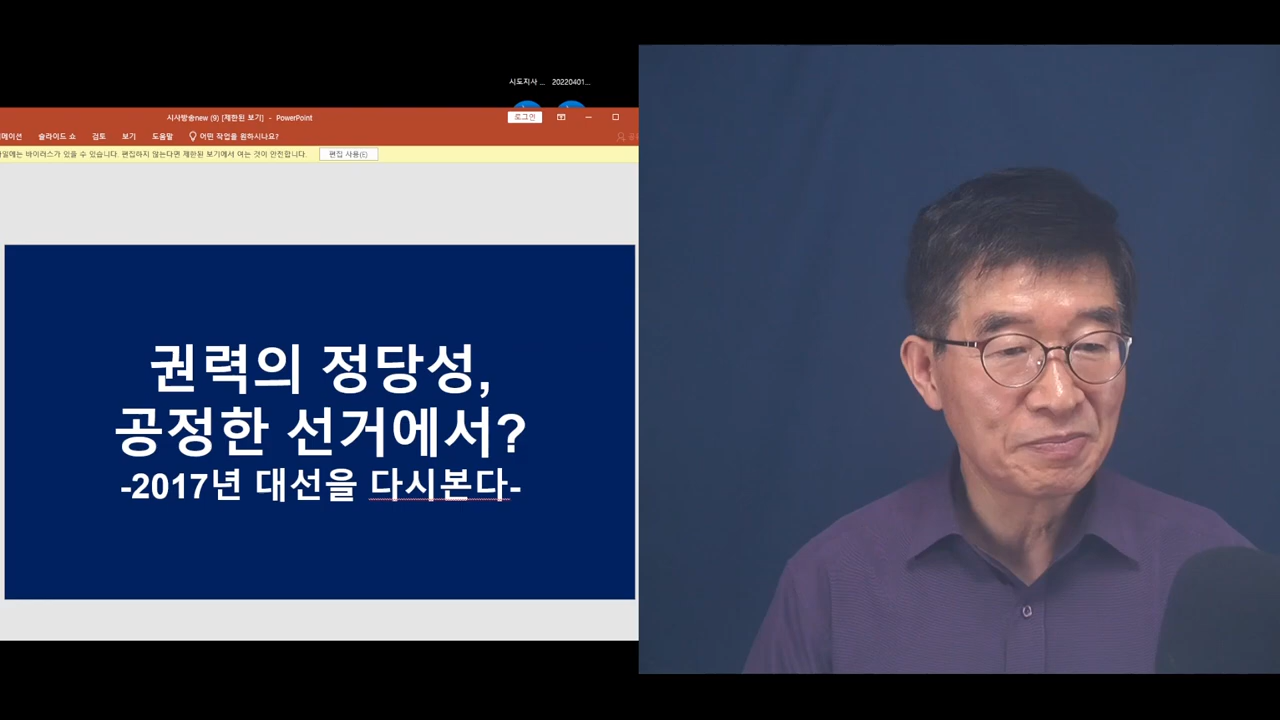 시도지사 ... 20220401...
시사방송new (9) [제한된 보기] - PowerPoint
로그인
메이션 슬라이드 쇼 검토 보기 도움말 어떤 작업을 원하시나요?
일에는 바이러스가 있을 수 있습니다. 편집하지 않는다면 제한된 보기에서 여는 것이 안전합니다. 편집 사용(E)
권력의 정당성,
공정한 선거에서?
-2017년 대선을 다시본다-